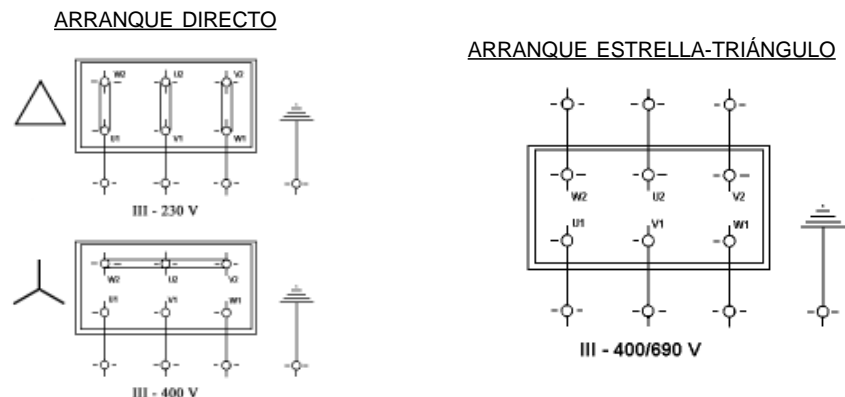 ARRANQUE DIRECTO
W2 U2 V2
U1 V1 W1
III - 230 V
W2 U2 V2
U1 V1 W1
III - 400 V
ARRANQUE ESTRELLA-TRIÁNGULO
W2 U2 V2
U1 V1 W1
III - 400/690 V